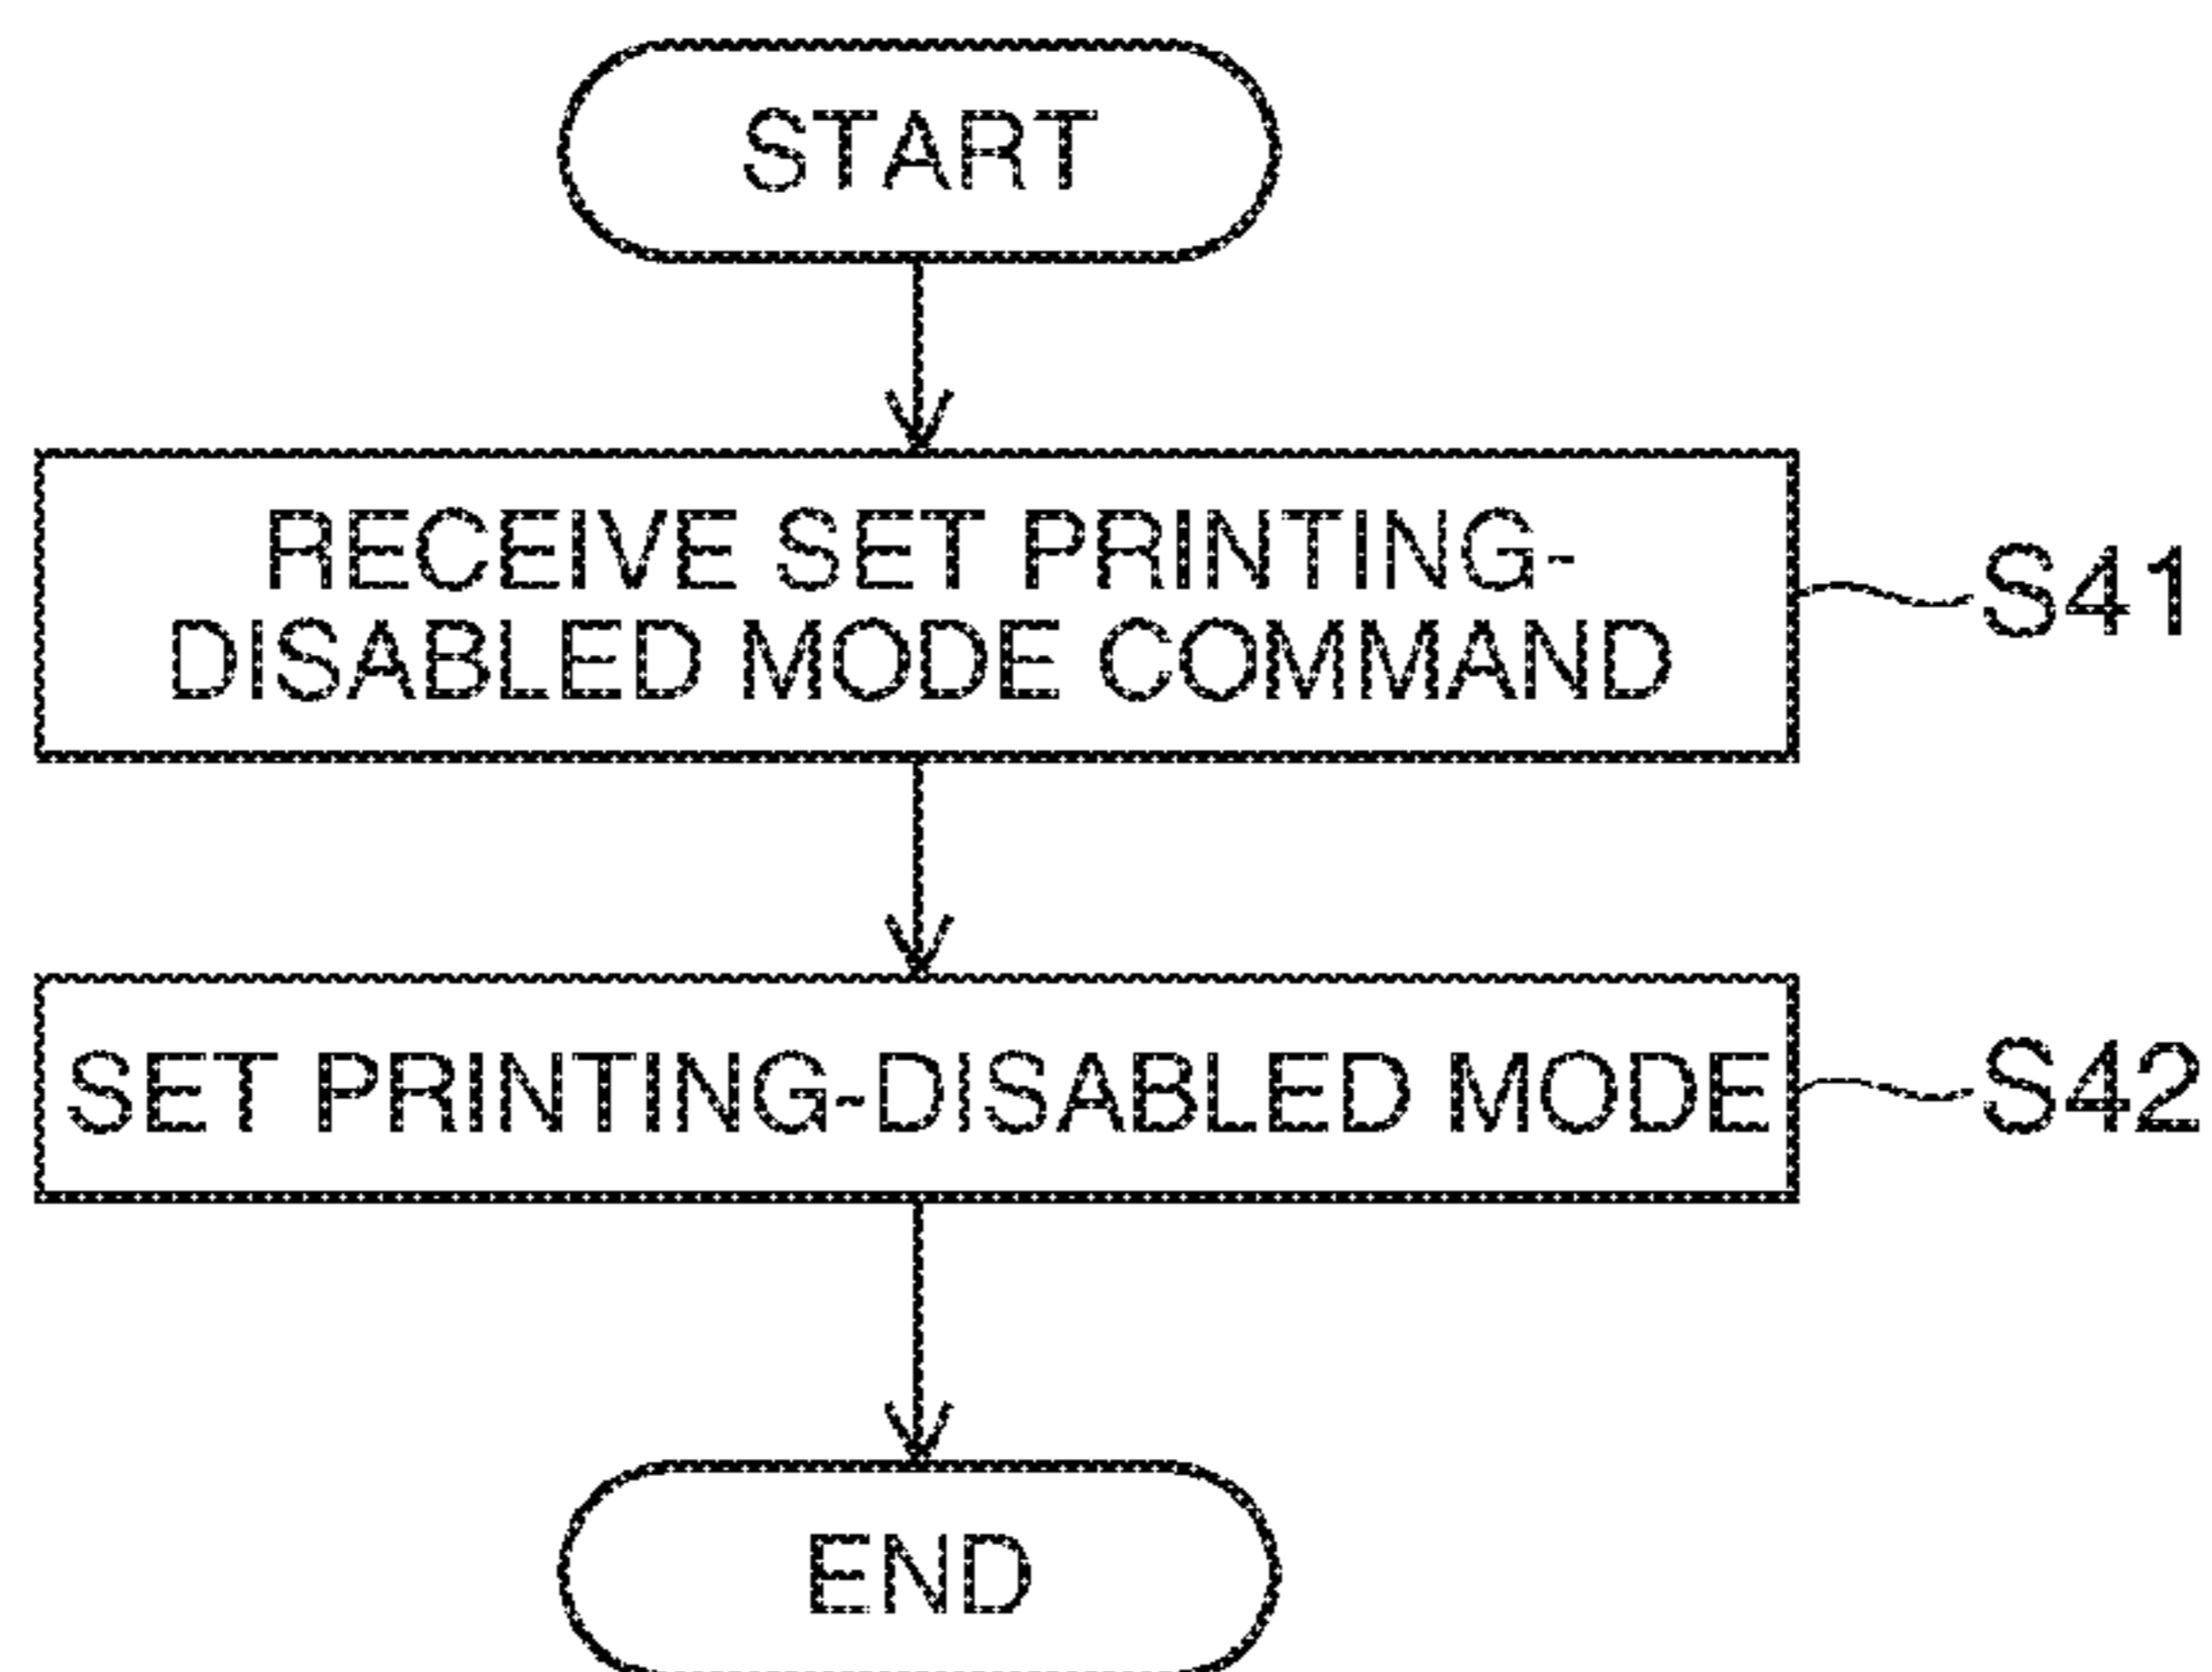 START
RECEIVE SET PRINTING-
DISABLED MODE COMMAND
S41
SET PRINTING-DISABLED MODE
S42
END